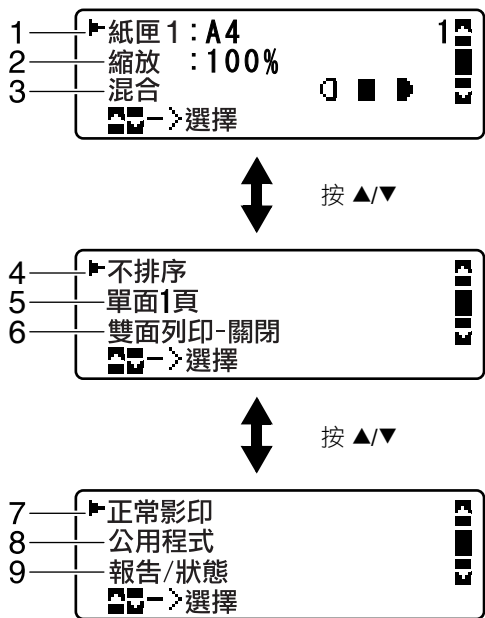 1 紙匣1:A4 1
2 縮放 :100%
3 混合
->選擇
按 ▲/▼
4 不排序
5 單面1頁
6 雙面列印-關閉
->選擇
按 ▲/▼
7 正常影印
8 公用程式
9 報告/狀態
->選擇